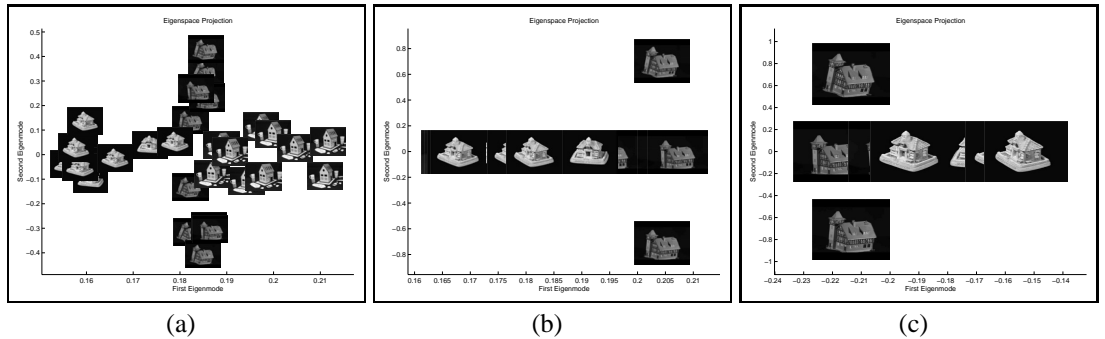 Eigenspace Projection
0.5
0.4
0.3
0.2
0.1
0
−0.1
−0.2
−0.3
−0.4
Second Eigenmode
0.16 0.17 0.18 0.19 0.2 0.21
First Eigenmode
(a)
Eigenspace Projection
0.8
0.6
0.4
0.2
0
−0.2
−0.4
−0.6
−0.8
Second Eigenmode
0.16 0.165 0.17 0.175 0.18 0.185 0.19 0.195 0.2 0.205 0.21
First Eigenmode
(b)
Eigenspace Projection
1
0.8
0.6
0.4
0.2
0
−0.2
−0.4
−0.6
−0.8
−1
Second Eigenmode
−0.24 −0.23 −0.22 −0.21 −0.2 −0.19 −0.18 −0.17 −0.16 −0.15 −0.14
First Eigenmode
(c)